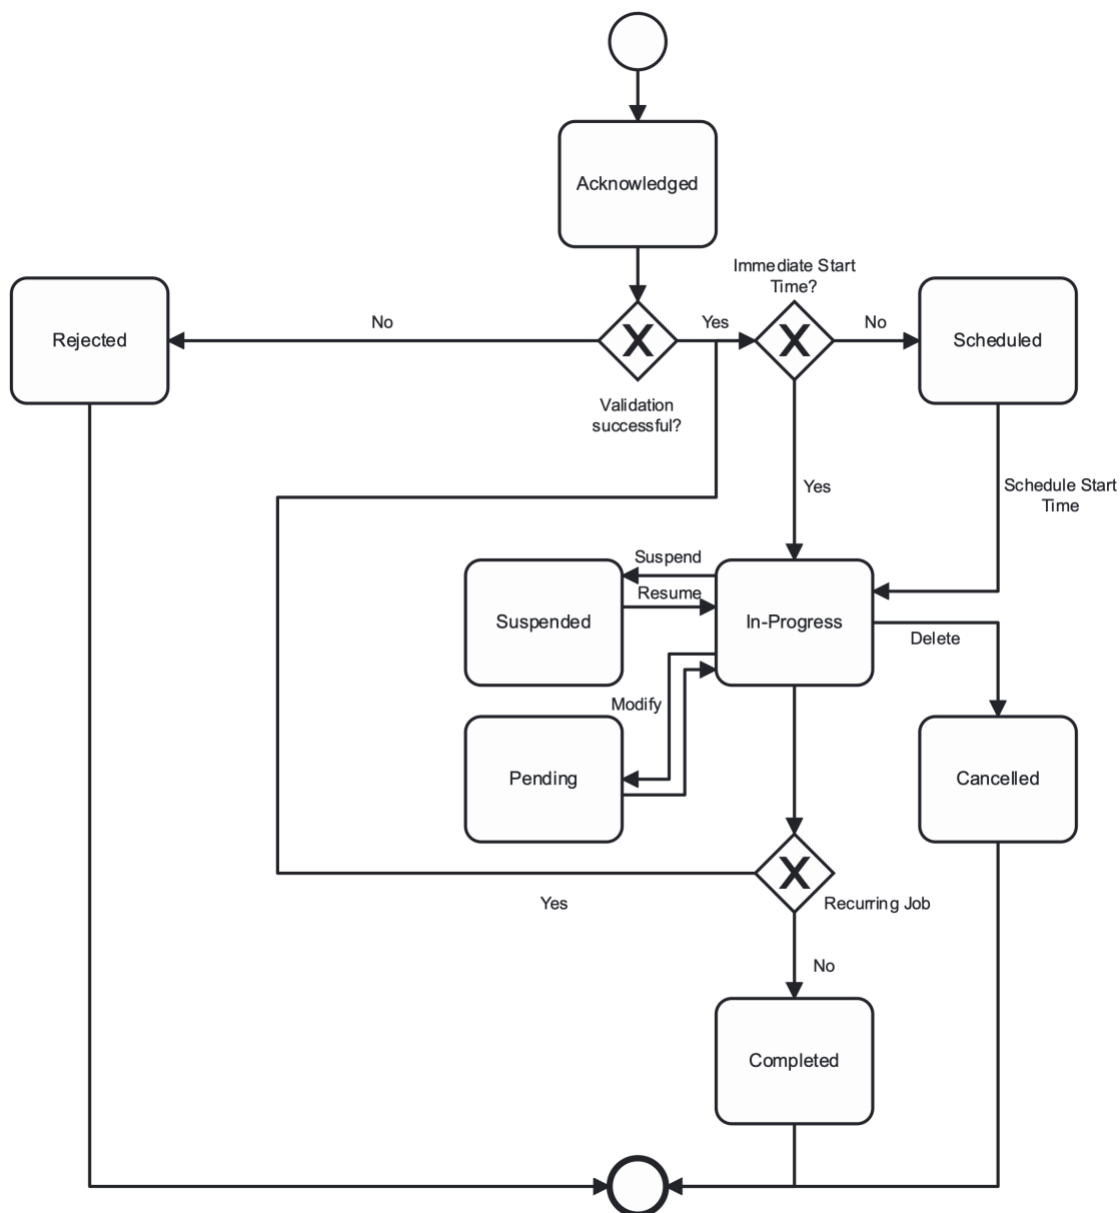 Acknowledged
Immediate Start
Time?
Rejected
No
X
Yes
X
No
Scheduled
Validation
successful?
Yes
Schedule Start
Time
Suspend
Resume
Suspended
In-Progress
Delete
Modify
Pending
Cancelled
X
Yes
Recurring Job
No
Completed